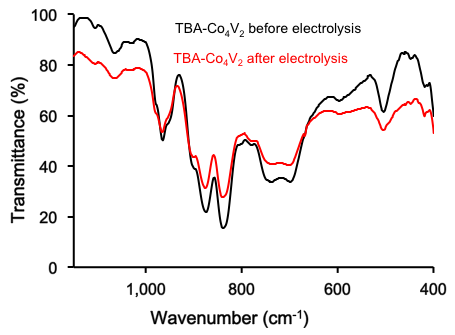 100
TBA-Co4V2 before electrolysis
TBA-Co4V2 after electrolysis
80
60
40
20
0
Transmittance (%)
1,000
800
600
400
Wavenumber (cm-1)